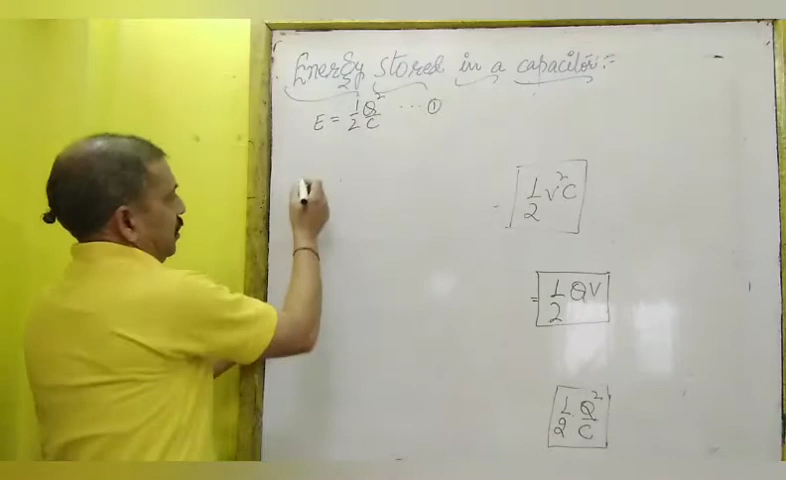 Energy stored in a capacitor:-
E = 1/2 Q²/C ... ①
1/2 V²C
= 1/2 QV
1/2 Q²/C